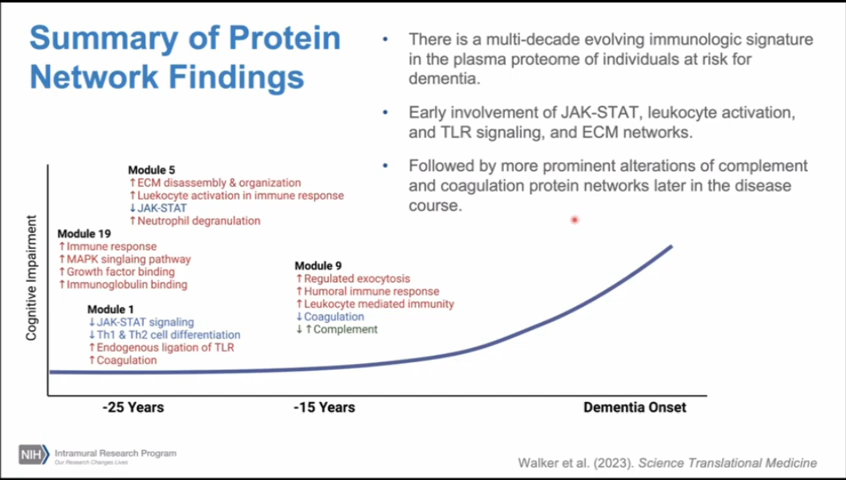 Summary of Protein
Network Findings
• There is a multi-decade evolving immunologic signature
in the plasma proteome of individuals at risk for
dementia.
• Early involvement of JAK-STAT, leukocyte activation,
and TLR signaling, and ECM networks.
• Followed by more prominent alterations of complement
and coagulation protein networks later in the disease
course.
Cognitive Impairment
Module 5
↑ECM disassembly & organization
↑Luekocyte activation in immune response
↓JAK-STAT
↑Neutrophil degranulation
Module 19
↑Immune response
↑MAPK singlaing pathway
↑Growth factor binding
↑Immunoglobulin binding
Module 1
↓JAK-STAT signaling
↓Th1 & Th2 cell differentiation
↑Endogenous ligation of TLR
↑Coagulation
Module 9
↑Regulated exocytosis
↑Humoral immune response
↑Leukocyte mediated immunity
↓Coagulation
↓↑Complement
-25 Years
-15 Years
Dementia Onset
NIH Intramural Research Program
Our Research Changes Lives
Walker et al. (2023). Science Translational Medicine